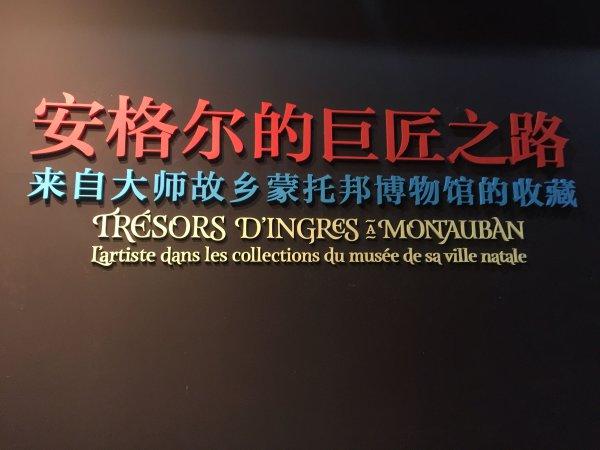 安格尔的巨匠之路
来自大师故乡蒙托邦博物馆的收藏
TRÉSORS D'INGRES À MONTAUBAN
L'artiste dans les collections du musée de sa ville natale